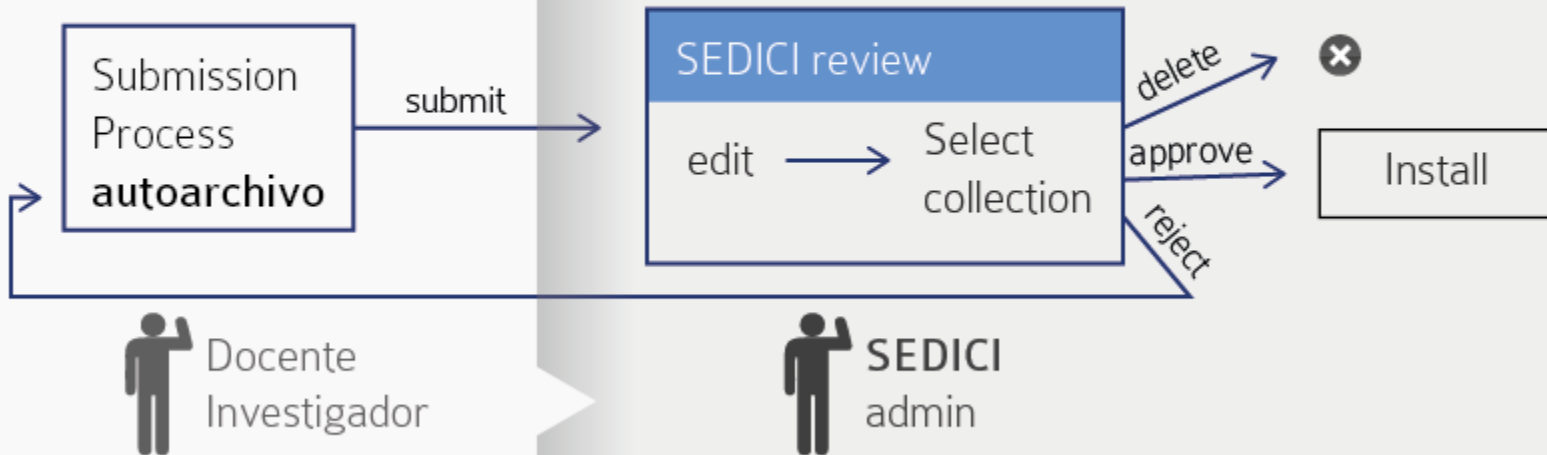 Submission
Process
autoarchivo
submit
SEDICI review
edit
Select
collection
delete
approve
reject
Install
Docente
Investigador
SEDICI
admin